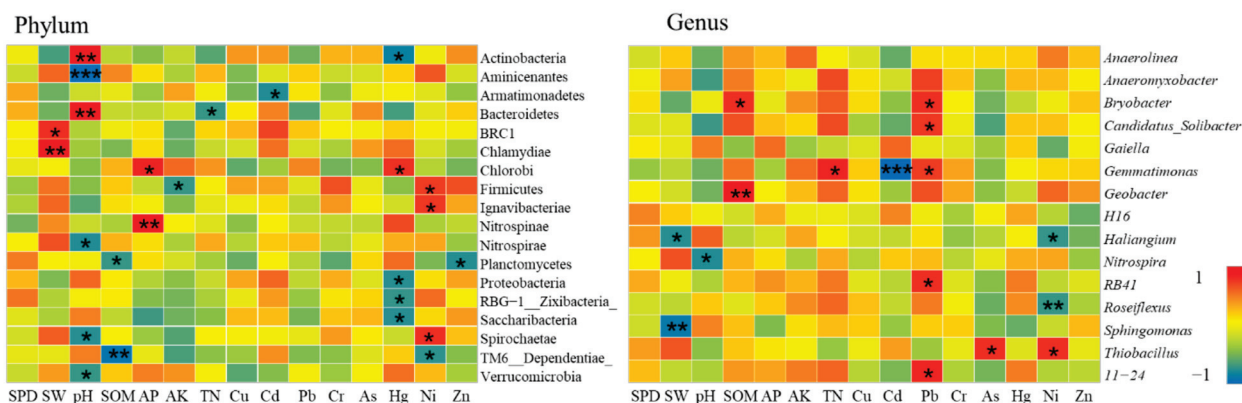 Phylum
**
*
Actinobacteria
***
Aminicenantes
*
Armatimonadetes
**
*
Bacteroidetes
*
BRC1
**
Chlamydiae
*
*
Chlorobi
*
*
Firmicutes
*
Ignavibacteriae
**
Nitrospinae
*
Nitrospirae
*
*
Planctomycetes
*
Proteobacteria
*
RBG−1__Zixibacteria_
*
Saccharibacteria
*
*
Spirochaetae
**
*
TM6__Dependentiae_
*
Verrucomicrobia
SPD SW pH SOM AP AK TN Cu Cd Pb Cr As Hg Ni Zn
Genus
Anaerolinea
Anaeromyxobacter
*
*
Bryobacter
*
Candidatus_Solibacter
Gaiella
*
***
*
Gemmatimonas
**
Geobacter
H16
*
*
Haliangium
*
Nitrospira
*
RB41
**
Roseiflexus
**
Sphingomonas
*
*
Thiobacillus
*
11−24
SPD SW pH SOM AP AK TN Cu Cd Pb Cr As Hg Ni Zn
1
−1